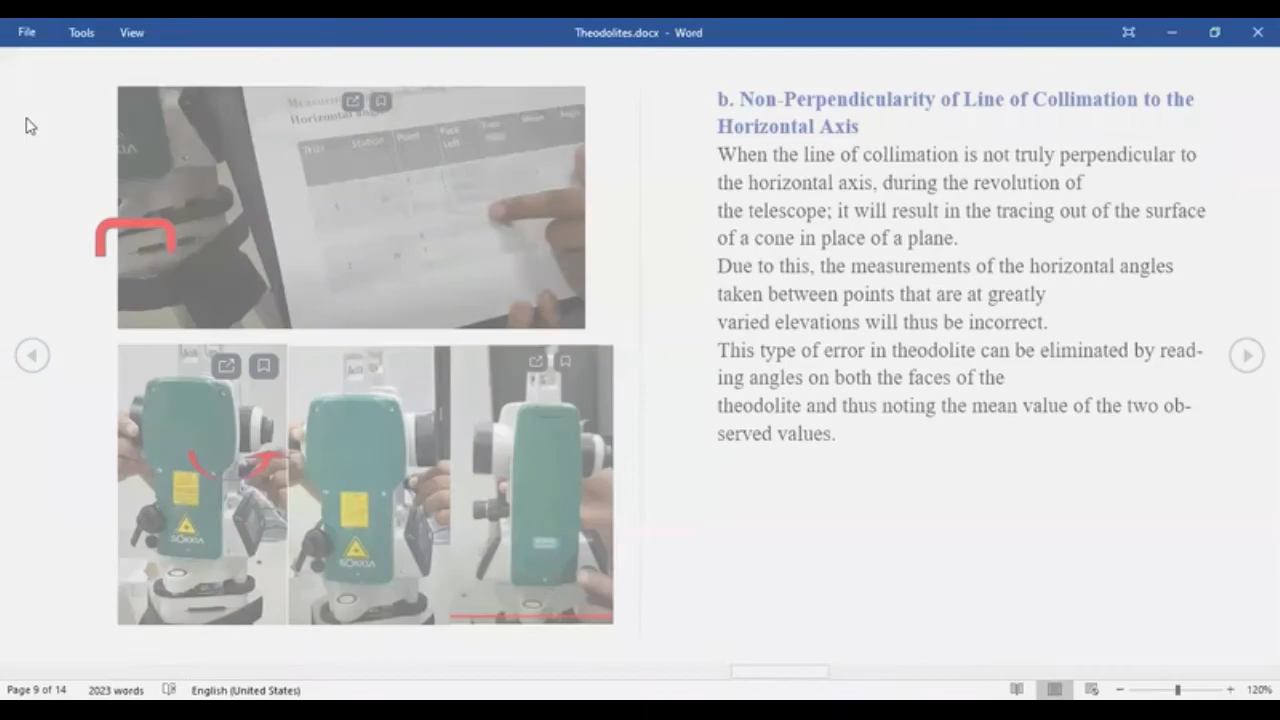 File
Tools
View
Theodolites.docx - Word
Horizontal
Station
Point
Face
Left
Mean
b. Non-Perpendicularity of Line of Collimation to the
Horizontal Axis
When the line of collimation is not truly perpendicular to
the horizontal axis, during the revolution of
the telescope; it will result in the tracing out of the surface
of a cone in place of a plane.
Due to this, the measurements of the horizontal angles
taken between points that are at greatly
varied elevations will thus be incorrect.
This type of error in theodolite can be eliminated by read-
ing angles on both the faces of the
theodolite and thus noting the mean value of the two ob-
served values.
SOKKIA
SOKKIA
Page 9 of 14
2023 words
English (United States)
120%